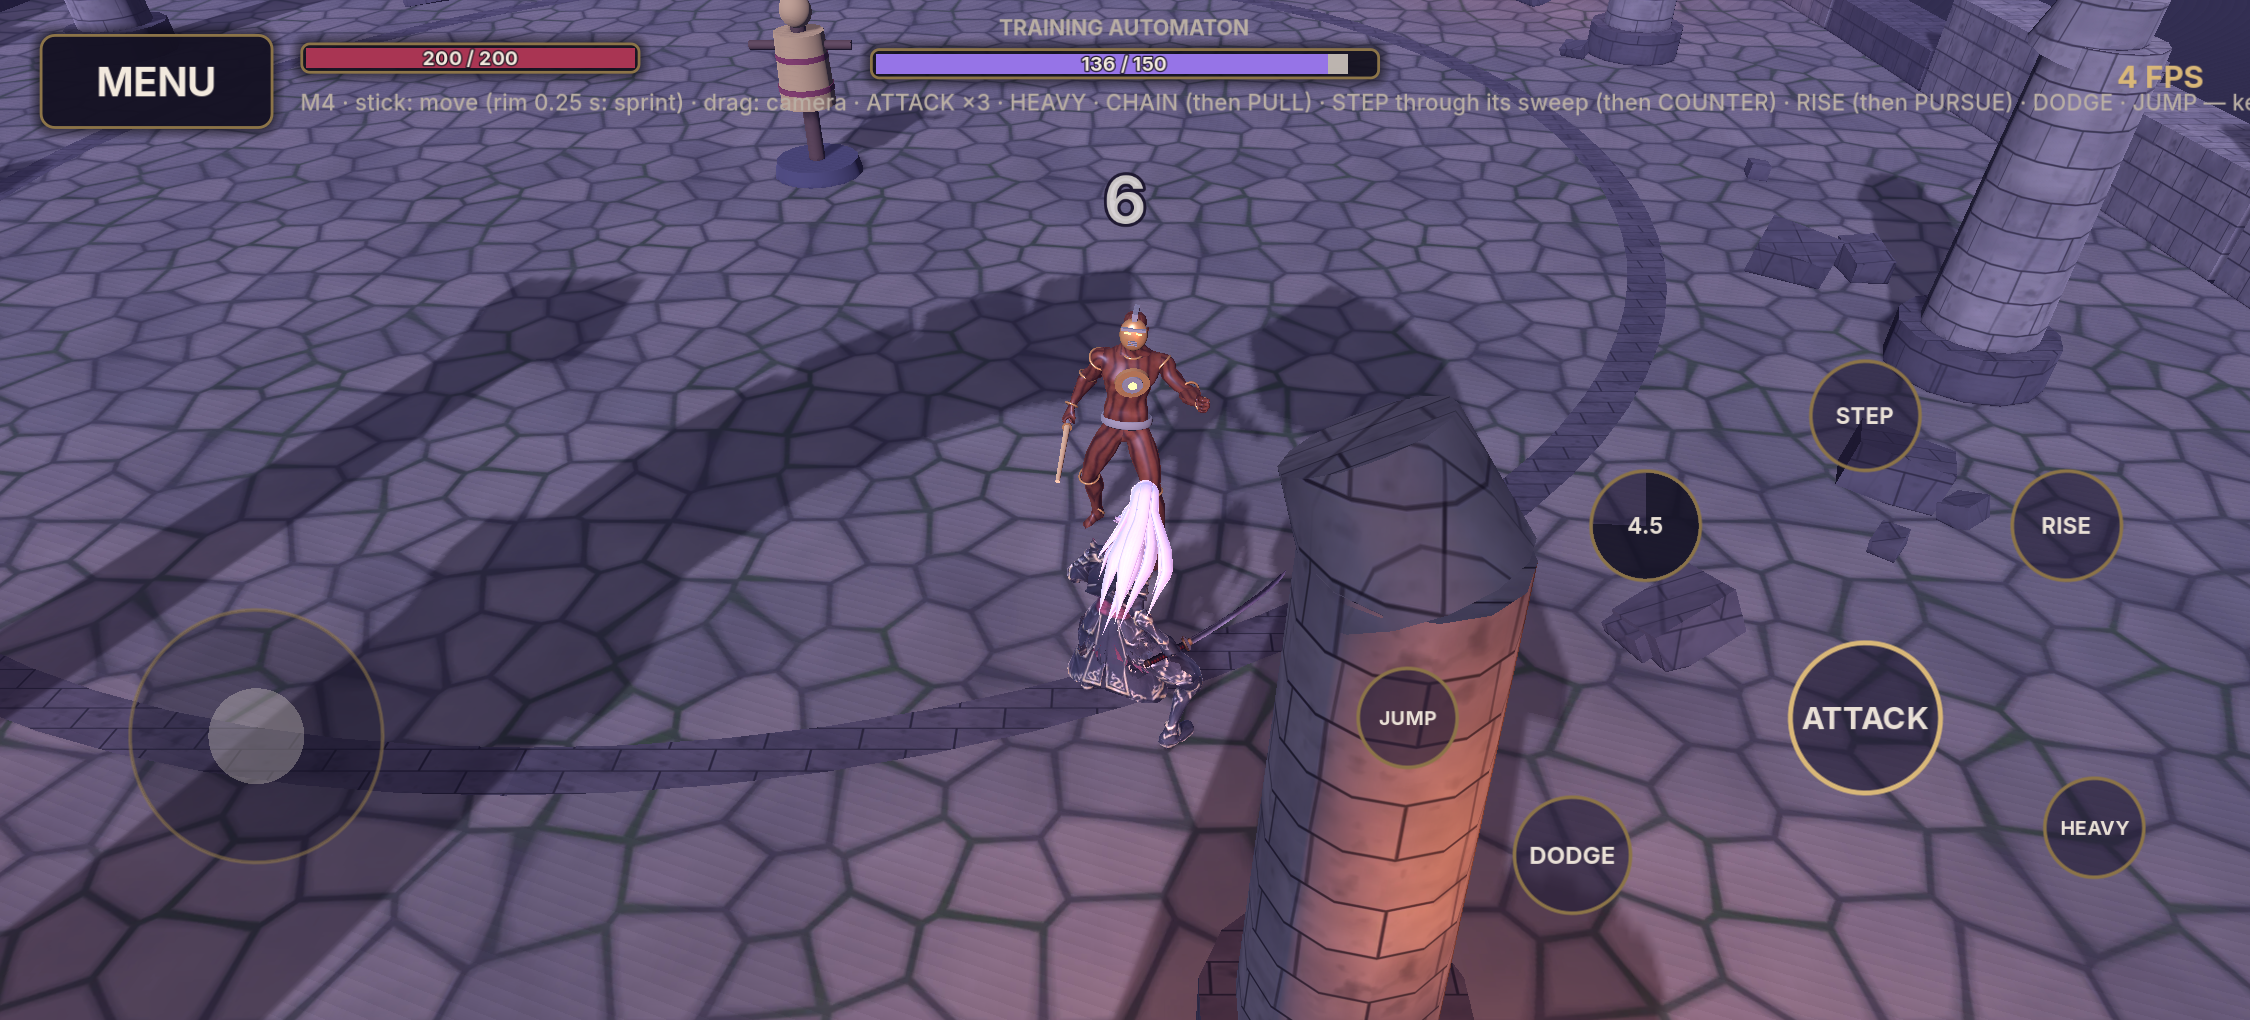 TRAINING AUTOMATON
MENU
200 / 200
136 / 150
4 FPS
M4 · stick: move (rim 0.25 s: sprint) · drag: camera · ATTACK ×3 · HEAVY · CHAIN (then PULL) · STEP through its sweep (then COUNTER) · RISE (then PURSUE) · DODGE · JUMP — ke
6
STEP
4.5
RISE
JUMP
ATTACK
HEAVY
DODGE